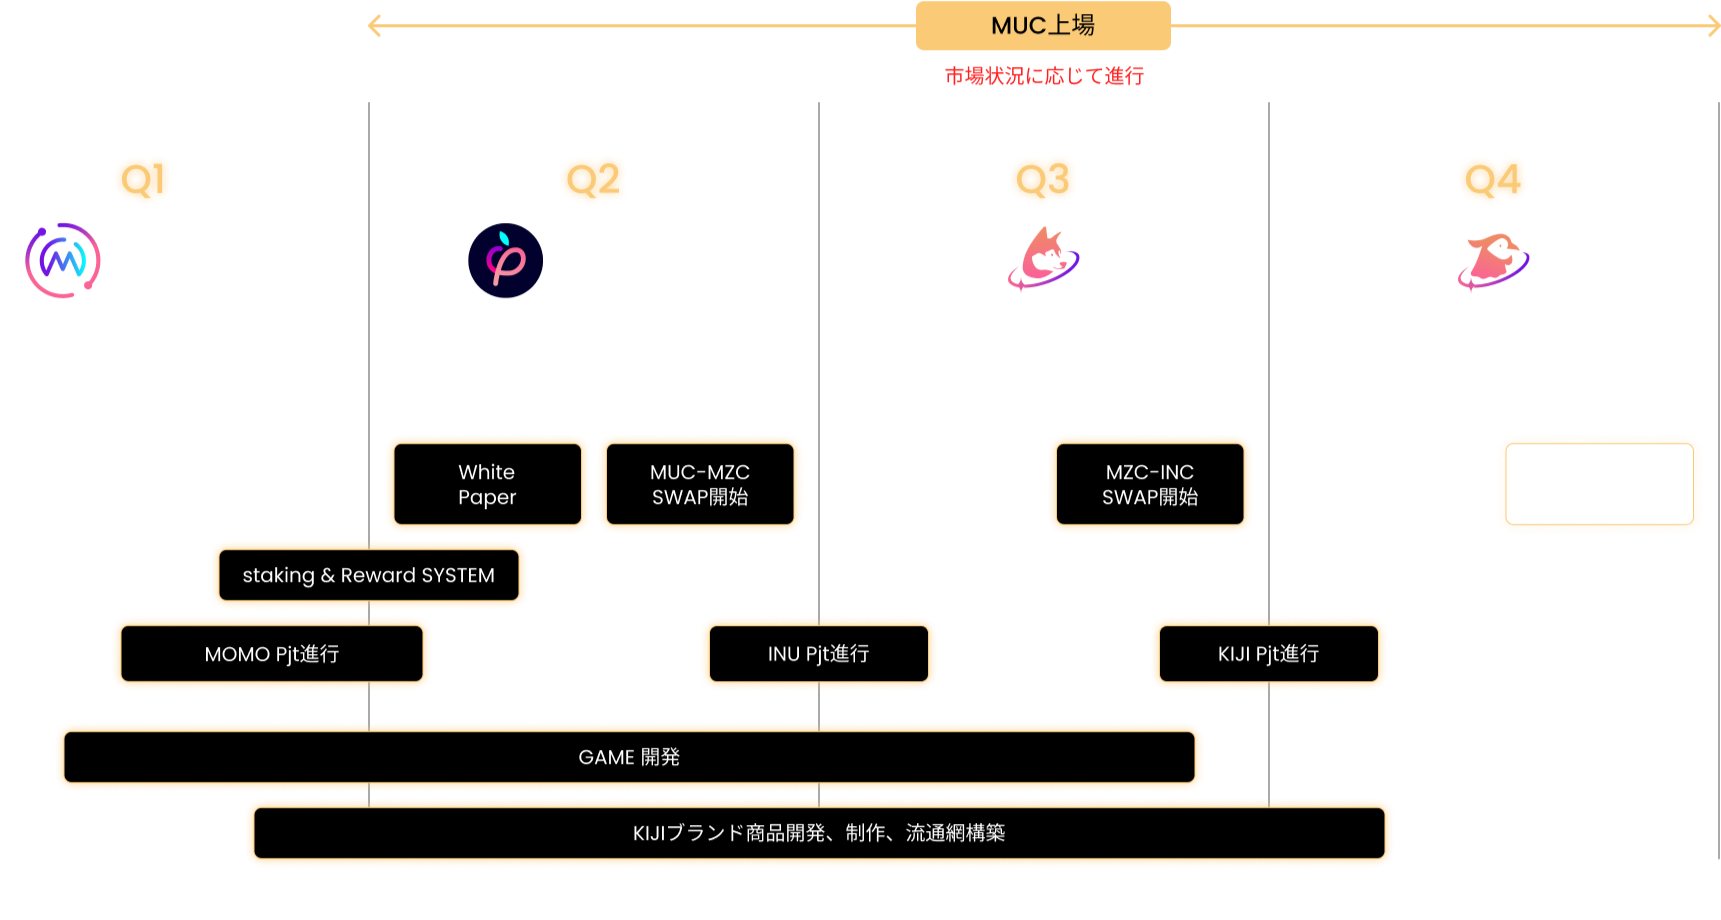 MUC上場
市場状況に応じて進行
Q1
Q2
Q3
Q4
White
Paper
MUC-MZC
SWAP開始
MZC-INC
SWAP開始
staking & Reward SYSTEM
MOMO Pjt進行
INU Pjt進行
KIJI Pjt進行
GAME 開発
KIJIブランド商品開発、制作、流通網構築